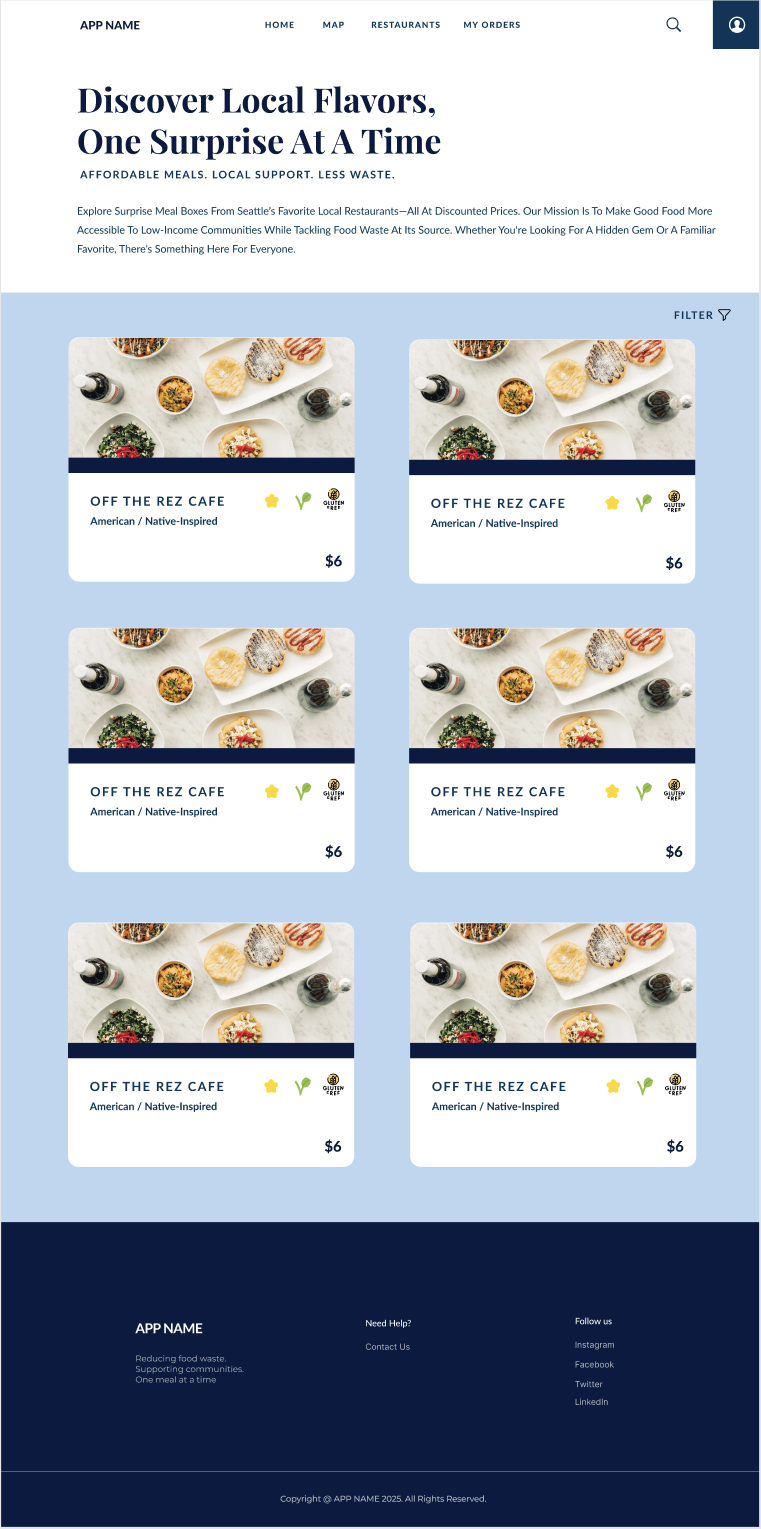 APP NAME HOME MAP RESTAURANTS MY ORDERS
Discover Local Flavors,
One Surprise At A Time
AFFORDABLE MEALS. LOCAL SUPPORT. LESS WASTE.
Explore Surprise Meal Boxes From Seattle's Favorite Local Restaurants—All At Discounted Prices. Our Mission Is To Make Good Food More
Accessible To Low-Income Communities While Tackling Food Waste At Its Source. Whether You're Looking For A Hidden Gem Or A Familiar
Favorite, There's Something Here For Everyone.
FILTER
OFF THE REZ CAFE
GLUTEN
FREE
American / Native-Inspired
$6
OFF THE REZ CAFE
GLUTEN
FREE
American / Native-Inspired
$6
OFF THE REZ CAFE
GLUTEN
FREE
American / Native-Inspired
$6
OFF THE REZ CAFE
GLUTEN
FREE
American / Native-Inspired
$6
OFF THE REZ CAFE
GLUTEN
FREE
American / Native-Inspired
$6
OFF THE REZ CAFE
GLUTEN
FREE
American / Native-Inspired
$6
APP NAME
Reducing food waste.
Supporting communities.
One meal at a time
Need Help?
Contact Us
Follow us
Instagram
Facebook
Twitter
LinkedIn
Copyright @ APP NAME 2025. All Rights Reserved.